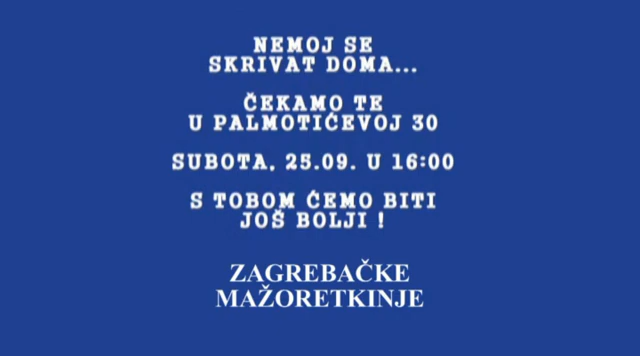 NEMOJ SE
SKRIVAT DOMA...
ČEKAMO TE
U PALMOTIĆEVOJ 30
SUBOTA, 25.09. U 16:00
S TOBOM ĆEMO BITI
JOŠ BOLJI !
ZAGREBAČKE
MAŽORETKINJE